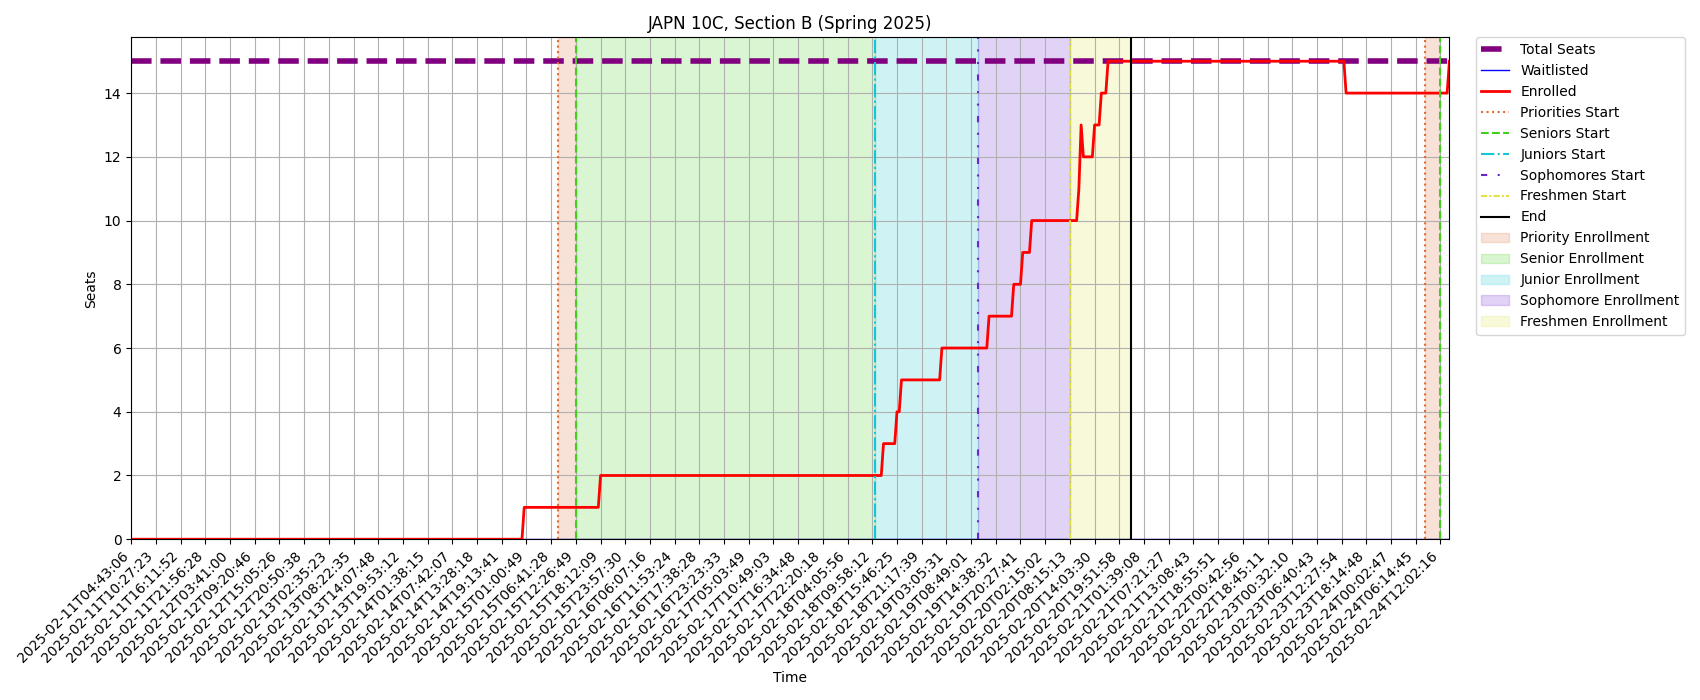 JAPN 10C, Section B (Spring 2025)
Seats
14
12
10
8
6
4
2
0
Total Seats
Waitlisted
Enrolled
Priorities Start
Seniors Start
Juniors Start
Sophomores Start
Freshmen Start
End
Priority Enrollment
Senior Enrollment
Junior Enrollment
Sophomore Enrollment
Freshmen Enrollment
2025-02-11T04:43:06
2025-02-11T10:27:23
2025-02-11T16:11:52
2025-02-11T21:56:28
2025-02-12T03:41:00
2025-02-12T09:20:46
2025-02-12T15:05:26
2025-02-12T20:50:38
2025-02-13T02:35:23
2025-02-13T08:22:35
2025-02-13T14:07:48
2025-02-13T19:53:12
2025-02-14T01:38:15
2025-02-14T07:42:07
2025-02-14T13:28:18
2025-02-14T19:13:41
2025-02-15T01:00:49
2025-02-15T06:41:28
2025-02-15T12:26:49
2025-02-15T18:12:09
2025-02-15T23:57:30
2025-02-16T06:07:16
2025-02-16T11:53:24
2025-02-16T17:38:28
2025-02-16T23:23:33
2025-02-17T05:03:49
2025-02-17T10:49:03
2025-02-17T16:34:48
2025-02-17T22:20:18
2025-02-18T04:05:56
2025-02-18T09:58:12
2025-02-18T15:46:25
2025-02-18T21:17:39
2025-02-19T03:05:31
2025-02-19T08:49:01
2025-02-19T14:38:32
2025-02-19T20:27:41
2025-02-20T02:15:02
2025-02-20T08:15:13
2025-02-20T14:03:30
2025-02-20T19:51:58
2025-02-21T01:39:08
2025-02-21T07:21:27
2025-02-21T13:08:43
2025-02-21T18:55:51
2025-02-22T00:42:56
2025-02-22T18:45:11
2025-02-23T00:32:10
2025-02-23T06:40:43
2025-02-23T12:27:54
2025-02-23T18:14:48
2025-02-24T00:02:47
2025-02-24T06:14:45
2025-02-24T12:02:16
Time